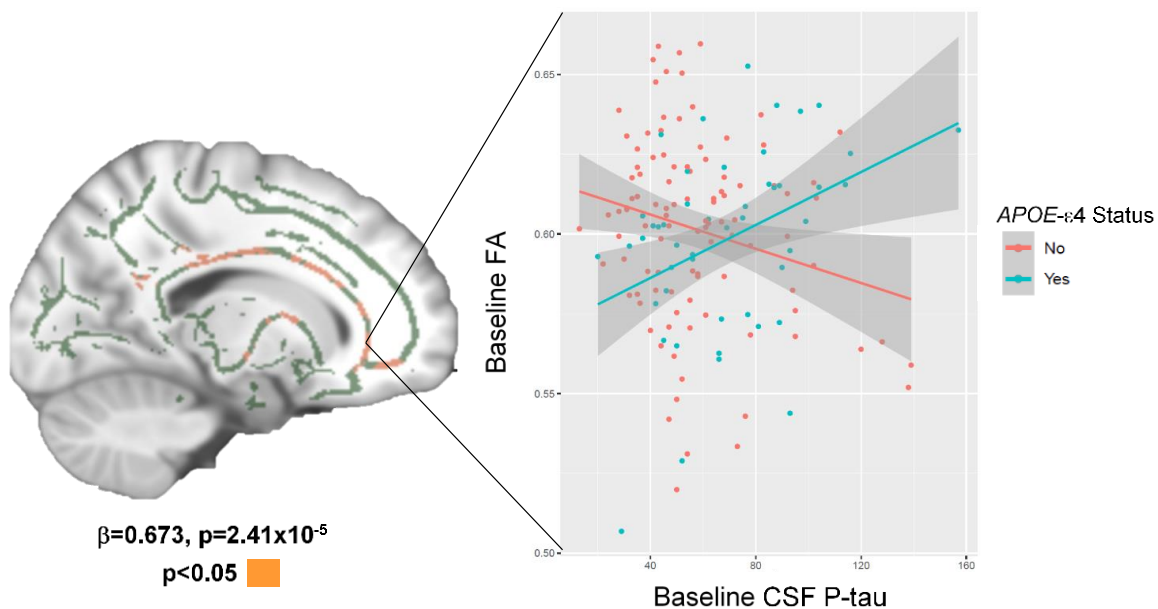 β=0.673, p=2.41x10⁻⁵
p<0.05
Baseline FA
0.65
0.60
0.55
0.50
40
80
120
160
Baseline CSF P-tau
APOE-ε4 Status
No
Yes